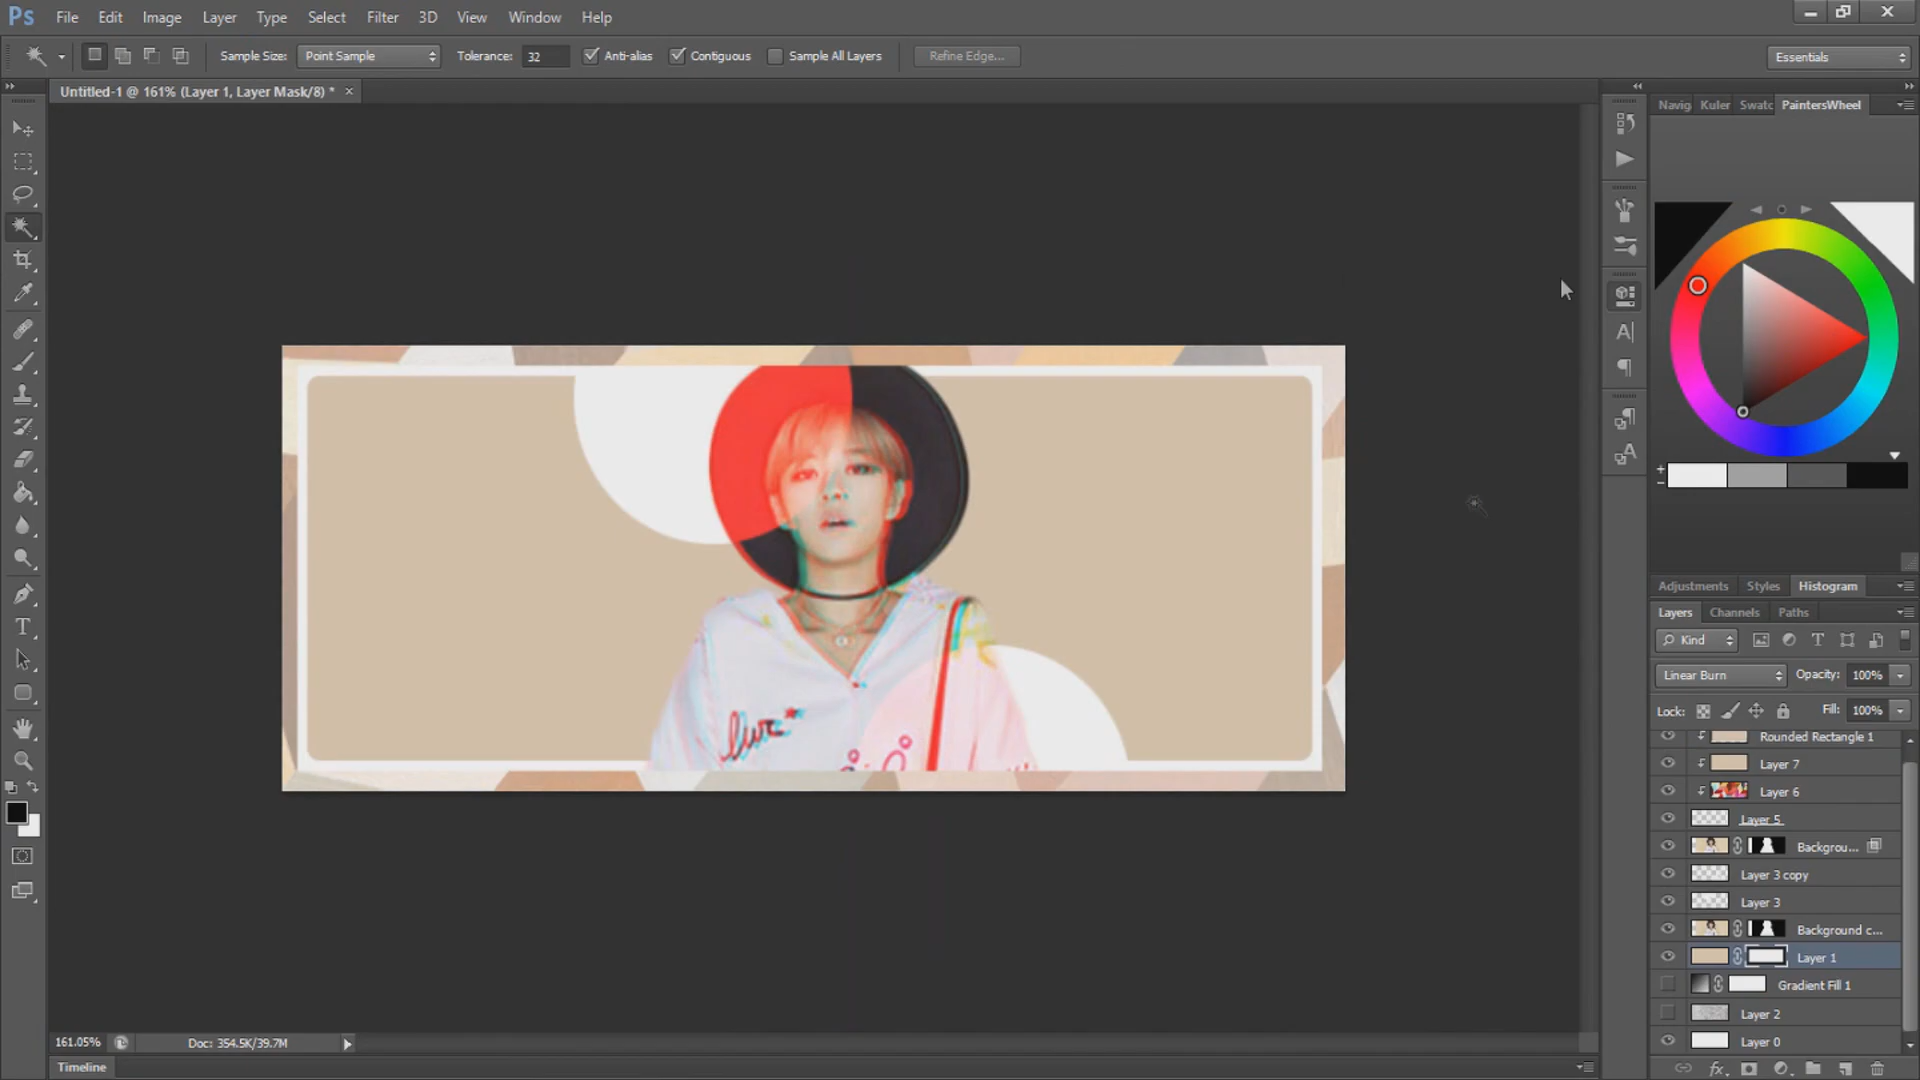 Ps File Edit Image Layer Type Select Filter 3D View Window Help
Sample Size: Point Sample Tolerance: 32 Anti-alias Contiguous Sample All Layers Refine Edge... Essentials
Untitled-1 @ 161% (Layer 1, Layer Mask/8) * ×
Navig Kuler Swatc PaintersWheel
Adjustments Styles Histogram
Layers Channels Paths
Kind
Linear Burn Opacity: 100%
Lock: Fill: 100%
Rounded Rectangle 1
Layer 7
Layer 6
Layer 5
Backgrou...
Layer 3 copy
Layer 3
Background c...
Layer 1
Gradient Fill 1
Layer 2
Layer 0
161.05% Doc: 354.5K/39.7M
Timeline